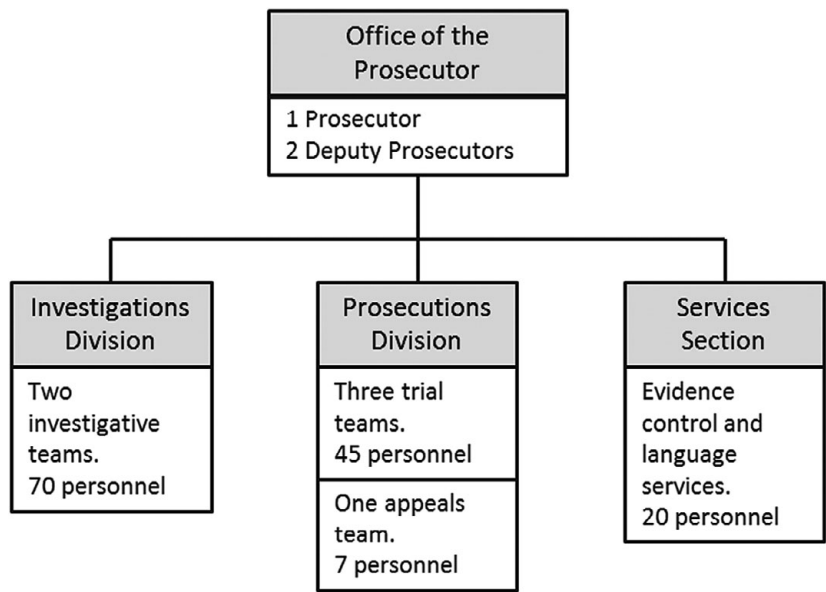 Office of the
Prosecutor
1 Prosecutor
2 Deputy Prosecutors
Investigations
Division
Two
investigative
teams.
70 personnel
Prosecutions
Division
Three trial
teams.
45 personnel
One appeals
team.
7 personnel
Services
Section
Evidence
control and
language
services.
20 personnel